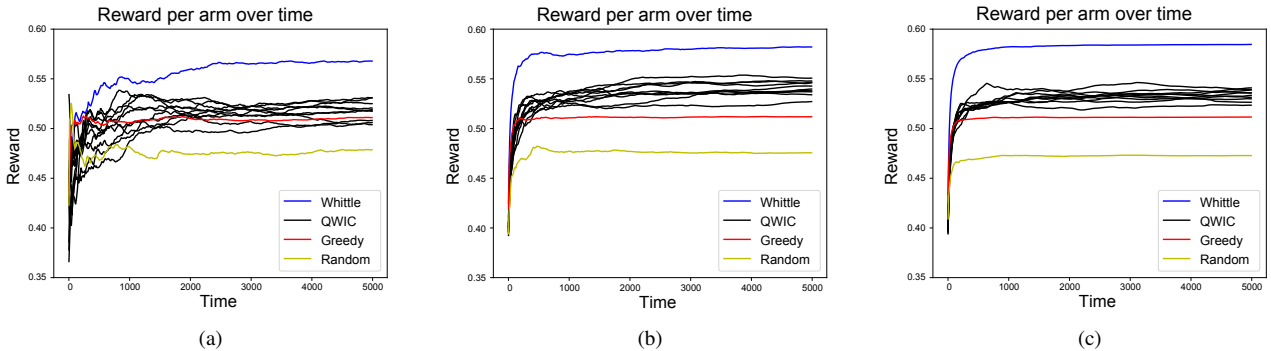 Reward per arm over time
Reward
0.60
0.55
0.50
0.45
0.40
0.35
0
1000
2000
3000
4000
5000
Time
Whittle
QWIC
Greedy
Random
(a)
Reward per arm over time
Reward
0.60
0.55
0.50
0.45
0.40
0.35
0
1000
2000
3000
4000
5000
Time
Whittle
QWIC
Greedy
Random
(b)
Reward per arm over time
Reward
0.60
0.55
0.50
0.45
0.40
0.35
0
1000
2000
3000
4000
5000
Time
Whittle
QWIC
Greedy
Random
(c)